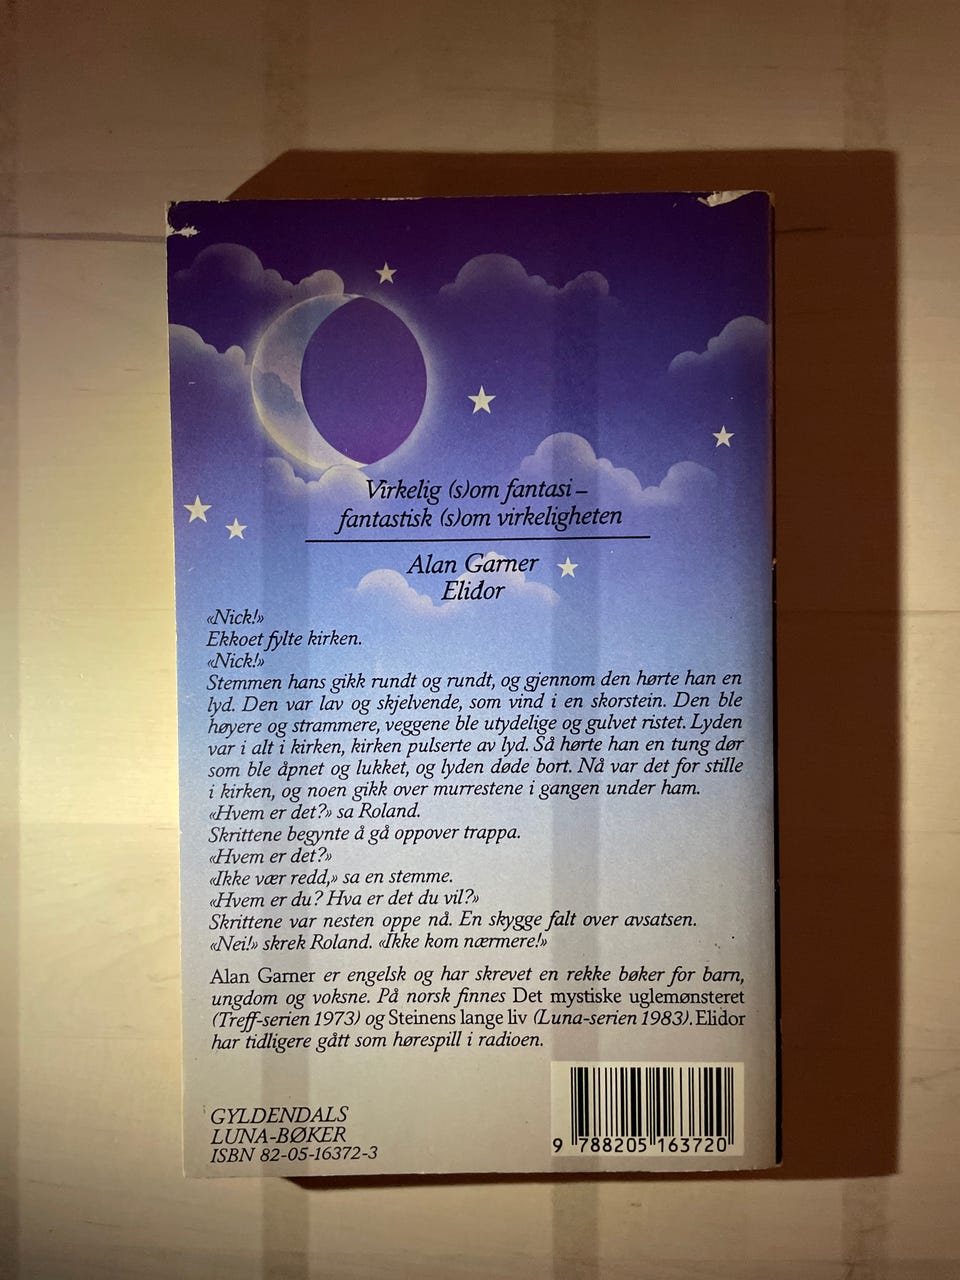 Virkelig (s)om fantasi –
fantastisk (s)om virkeligheten
Alan Garner
Elidor
«Nick!»
Ekkoet fylte kirken.
«Nick!»
Stemmen hans gikk rundt og rundt, og gjennom den hørte han en
lyd. Den var lav og skjelvende, som vind i en skorstein. Den ble
høyere og strammere, veggene ble utydelige og gulvet ristet. Lyden
var i alt i kirken, kirken pulserte av lyd. Så hørte han en tung dør
som ble åpnet og lukket, og lyden døde bort. Nå var det for stille
i kirken, og noen gikk over murrestene i gangen under ham.
«Hvem er det?» sa Roland.
Skrittene begynte å gå oppover trappa.
«Hvem er det?»
«Ikke vær redd,» sa en stemme.
«Hvem er du? Hva er det du vil?»
Skrittene var nesten oppe nå. En skygge falt over avsatsen.
«Nei!» skrek Roland. «Ikke kom nærmere!»
Alan Garner er engelsk og har skrevet en rekke bøker for barn,
ungdom og voksne. På norsk finnes Det mystiske uglemønsteret
(Treff-serien 1973) og Steinens lange liv (Luna-serien 1983). Elidor
har tidligere gått som hørespill i radioen.
GYLDENDALS
LUNA-BØKER
ISBN 82-05-16372-3
9 788205 163720